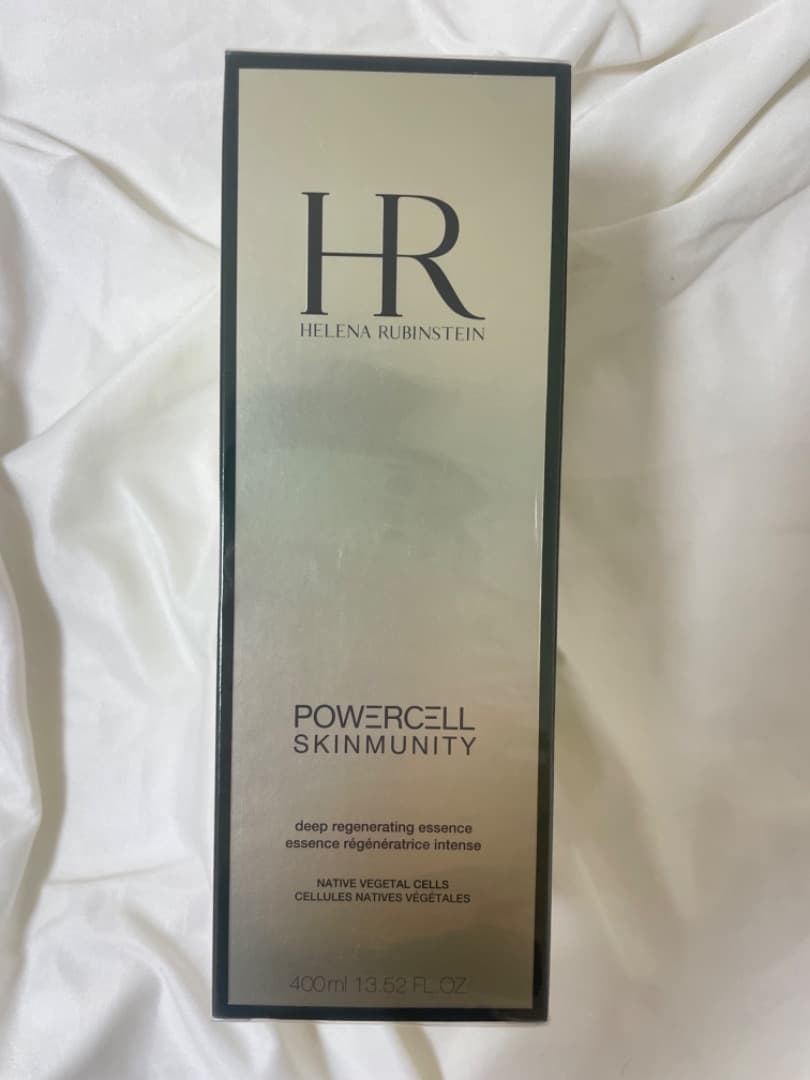 HR
HELENA RUBINSTEIN
POWERCELL
SKINMUNITY
deep regenerating essence
essence régénératrice intense
NATIVE VEGETAL CELLS
CELLULES NATIVES VÉGÉTALES
400ml 13.52 FL.OZ